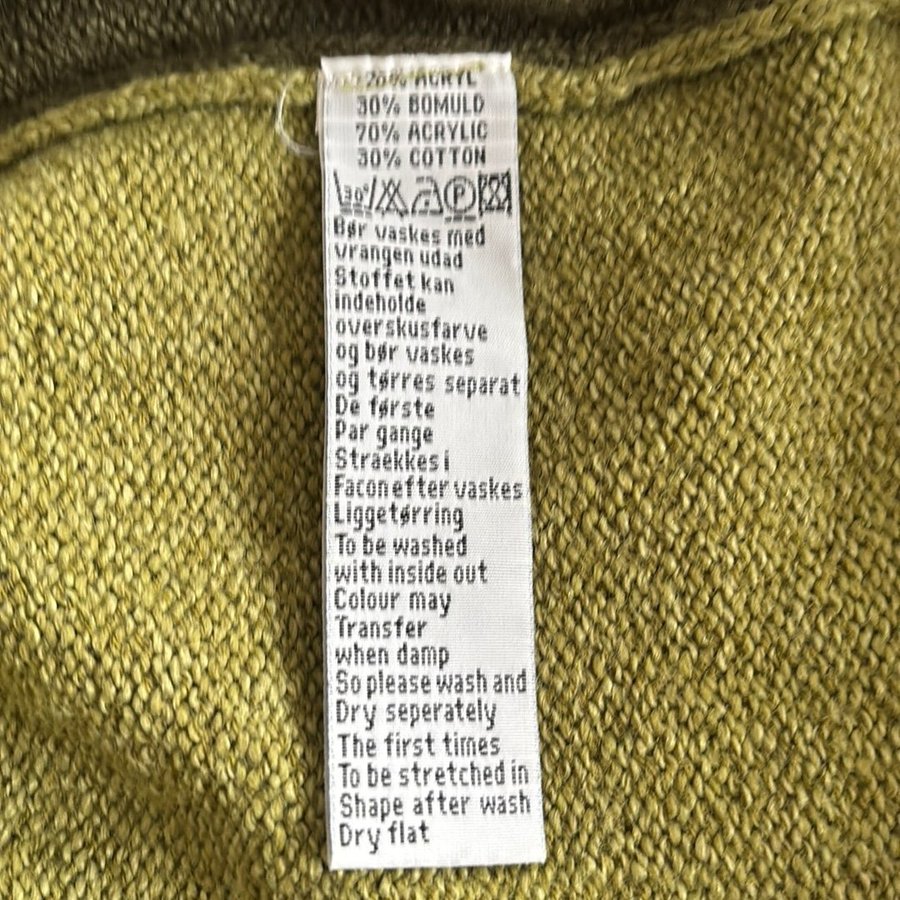 70% ACRYL
30% BOMULD
70% ACRYLIC
30% COTTON
30° P
Bør vaskes med
vrangen udad
Stoffet kan
indeholde
overskusfarve
og bør vaskes
og tørres separat
De første
Par gange
Straekkes i
Facon efter vaskes
Liggetørring
To be washed
with inside out
Colour may
Transfer
when damp
So please wash and
Dry seperately
The first times
To be stretched in
Shape after wash
Dry flat